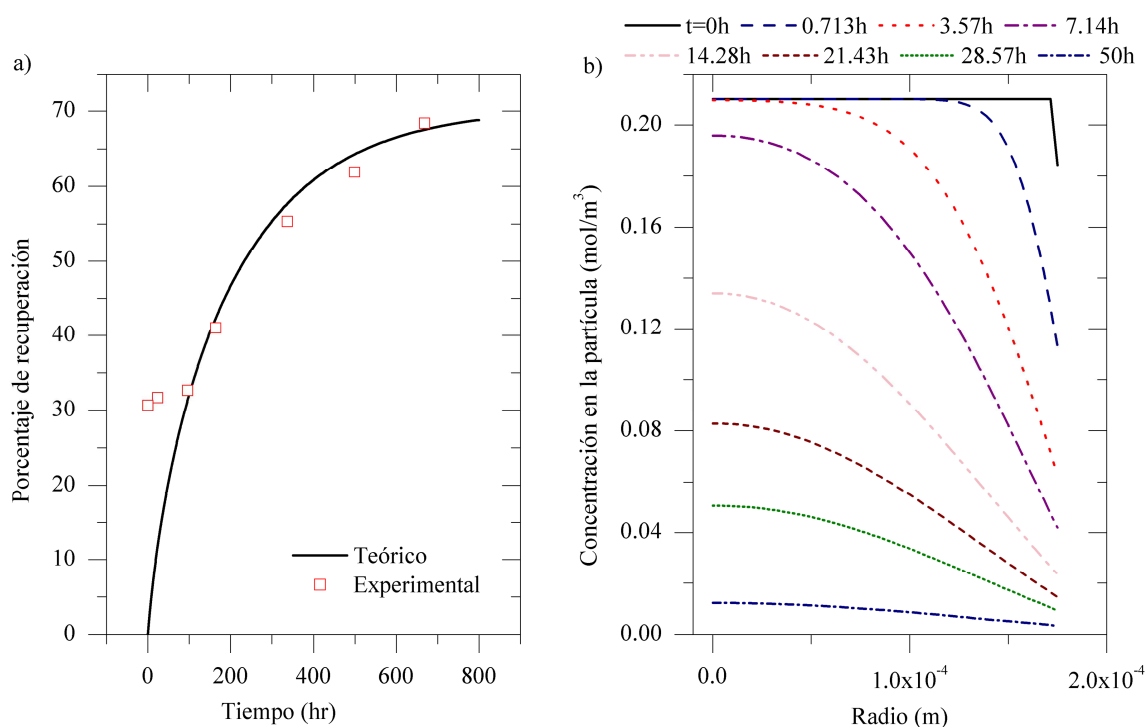 a)
Porcentaje de recuperación
70
60
50
40
30
20
10
0
0 200 400 600 800
Tiempo (hr)
Teórico
Experimental
t=0h 0.713h 3.57h 7.14h
14.28h 21.43h 28.57h 50h
b)
Concentración en la partícula (mol/m³)
0.20
0.16
0.12
0.08
0.04
0.00
0.0 1.0x10⁻⁴ 2.0x10⁻⁴
Radio (m)